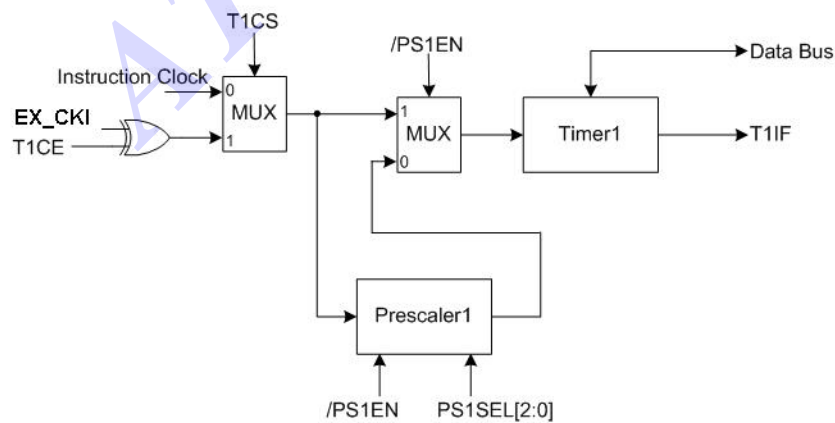 T1CS
/PS1EN
Data Bus
Instruction Clock
0
MUX
1
EX_CKI
T1CE
1
MUX
0
Timer1
T1IF
Prescaler1
/PS1EN
PS1SEL[2:0]